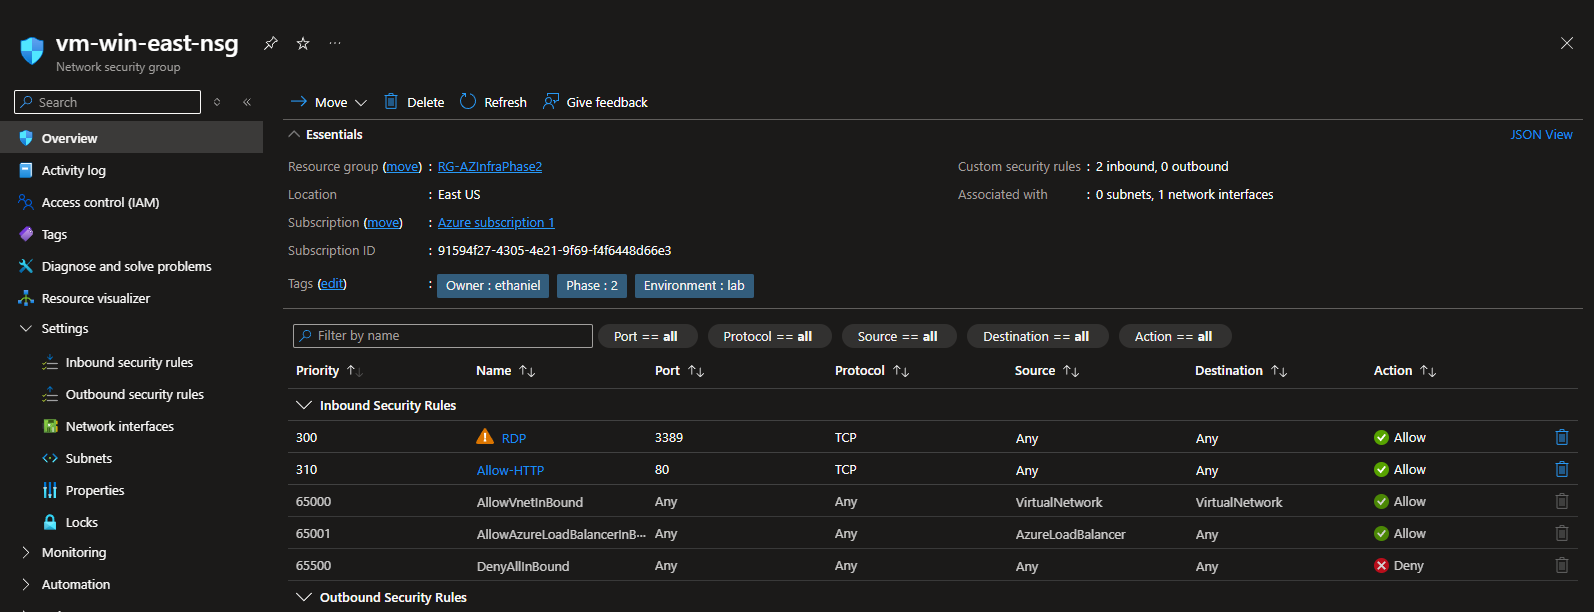 vm-win-east-nsg
Network security group
Search
Overview
Activity log
Access control (IAM)
Tags
Diagnose and solve problems
Resource visualizer
Settings
Inbound security rules
Outbound security rules
Network interfaces
Subnets
Properties
Locks
Monitoring
Automation
Move Delete Refresh Give feedback
Essentials JSON View
Resource group (move) : RG-AZInfraPhase2
Location : East US
Subscription (move) : Azure subscription 1
Subscription ID : 91594f27-4305-4e21-9f69-f4f6448d66e3
Custom security rules : 2 inbound, 0 outbound
Associated with : 0 subnets, 1 network interfaces
Tags (edit) : Owner : ethaniel Phase : 2 Environment : lab
Filter by name Port == all Protocol == all Source == all Destination == all Action == all
Priority Name Port Protocol Source Destination Action
Inbound Security Rules
300 RDP 3389 TCP Any Any Allow
310 Allow-HTTP 80 TCP Any Any Allow
65000 AllowVnetInBound Any Any VirtualNetwork VirtualNetwork Allow
65001 AllowAzureLoadBalancerInB··· Any Any AzureLoadBalancer Any Allow
65500 DenyAllInBound Any Any Any Any Deny
Outbound Security Rules